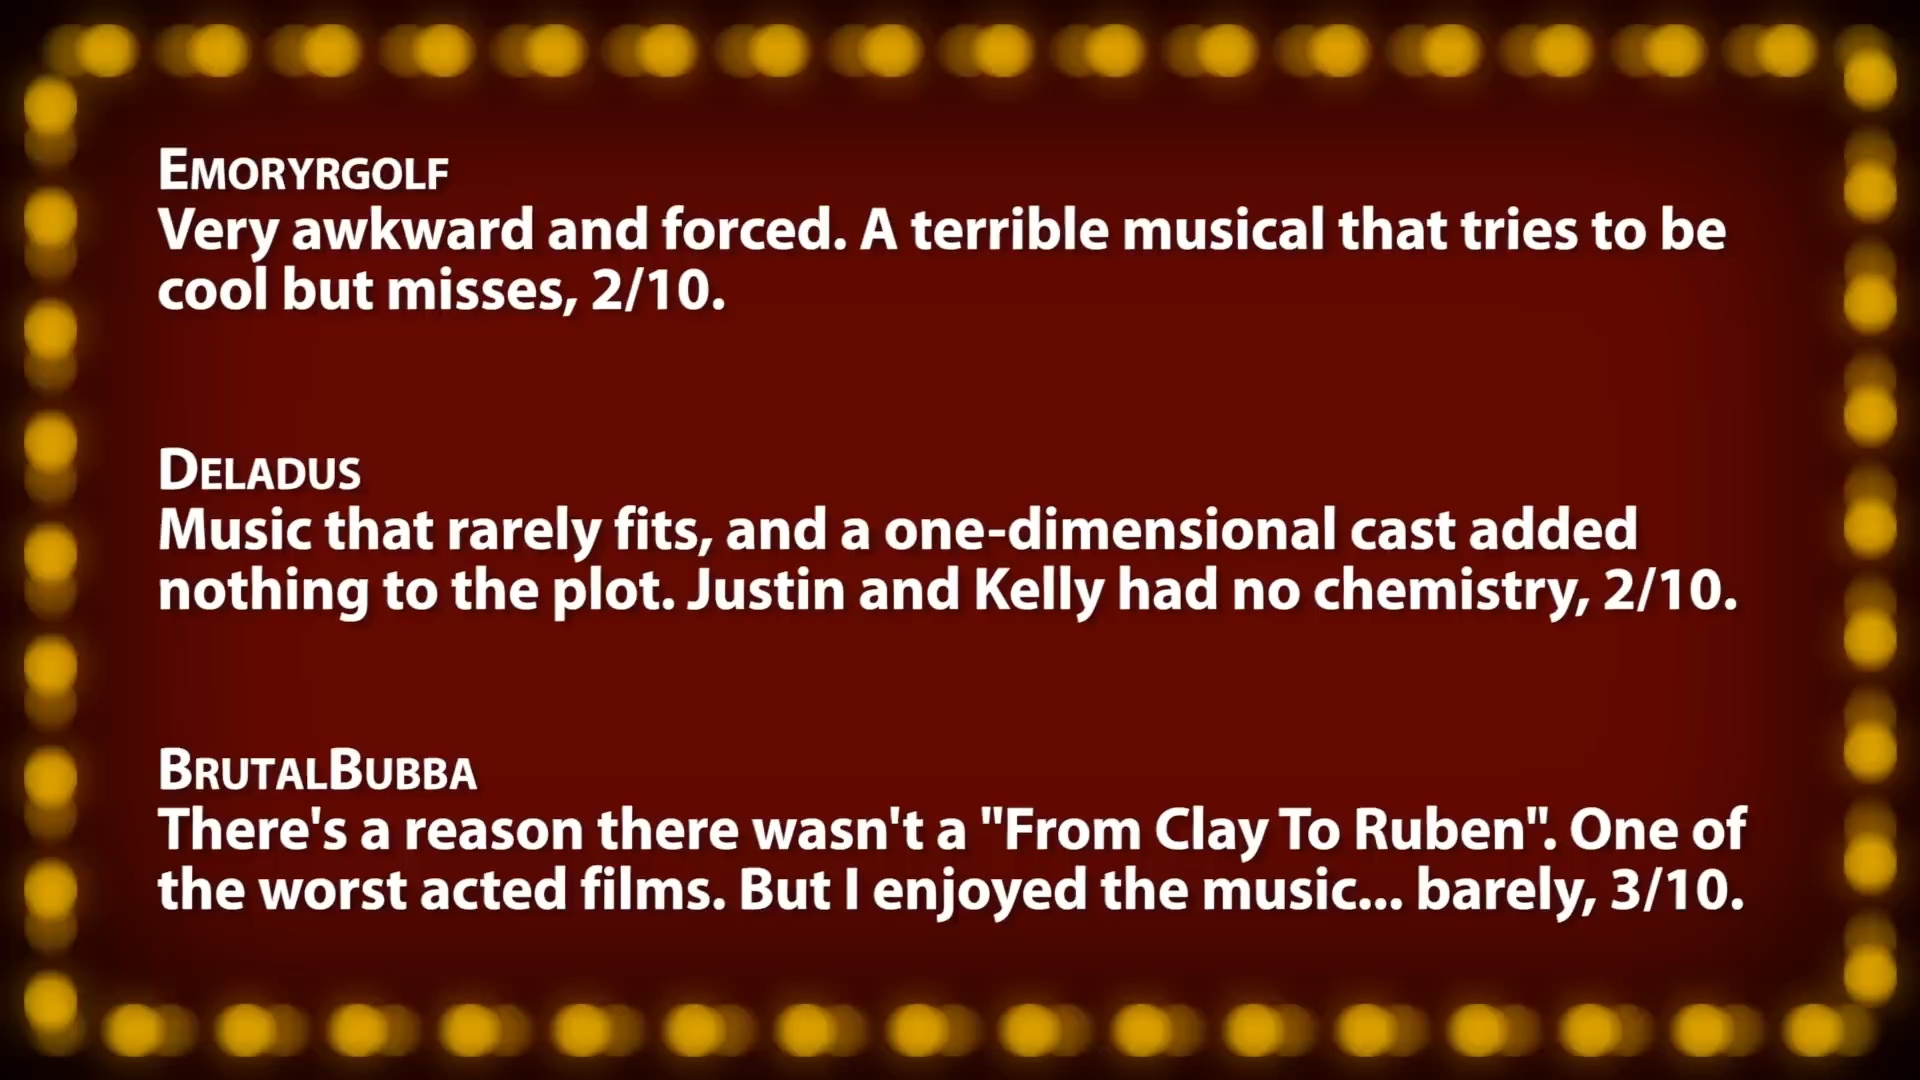 EMORYRGOLF
Very awkward and forced. A terrible musical that tries to be
cool but misses, 2/10.
DELADUS
Music that rarely fits, and a one-dimensional cast added
nothing to the plot. Justin and Kelly had no chemistry, 2/10.
BRUTALBUBBA
There's a reason there wasn't a "From Clay To Ruben". One of
the worst acted films. But I enjoyed the music... barely, 3/10.